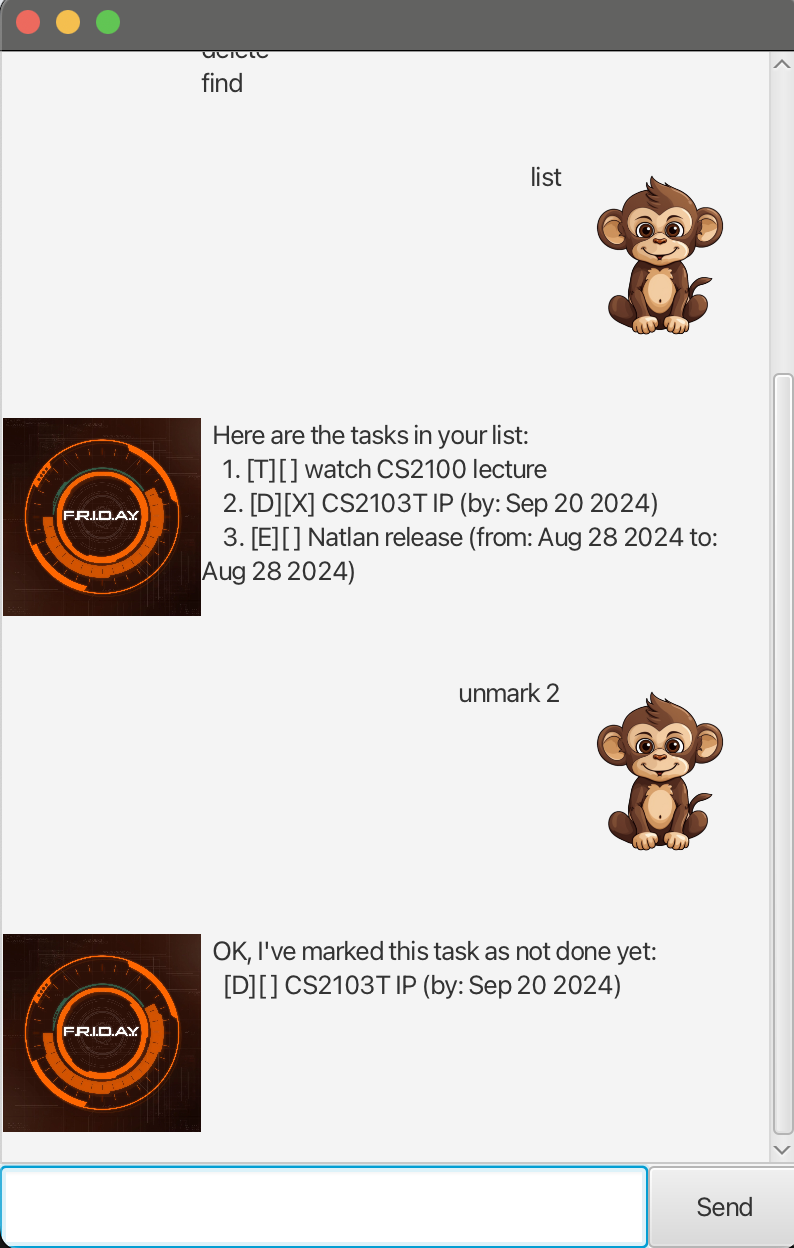 delete
find
list
Here are the tasks in your list:
1. [T][ ] watch CS2100 lecture
2. [D][X] CS2103T IP (by: Sep 20 2024)
3. [E][ ] Natlan release (from: Aug 28 2024 to:
Aug 28 2024)
F.R.I.D.A.Y.
unmark 2
OK, I've marked this task as not done yet:
[D][ ] CS2103T IP (by: Sep 20 2024)
F.R.I.D.A.Y.
Send